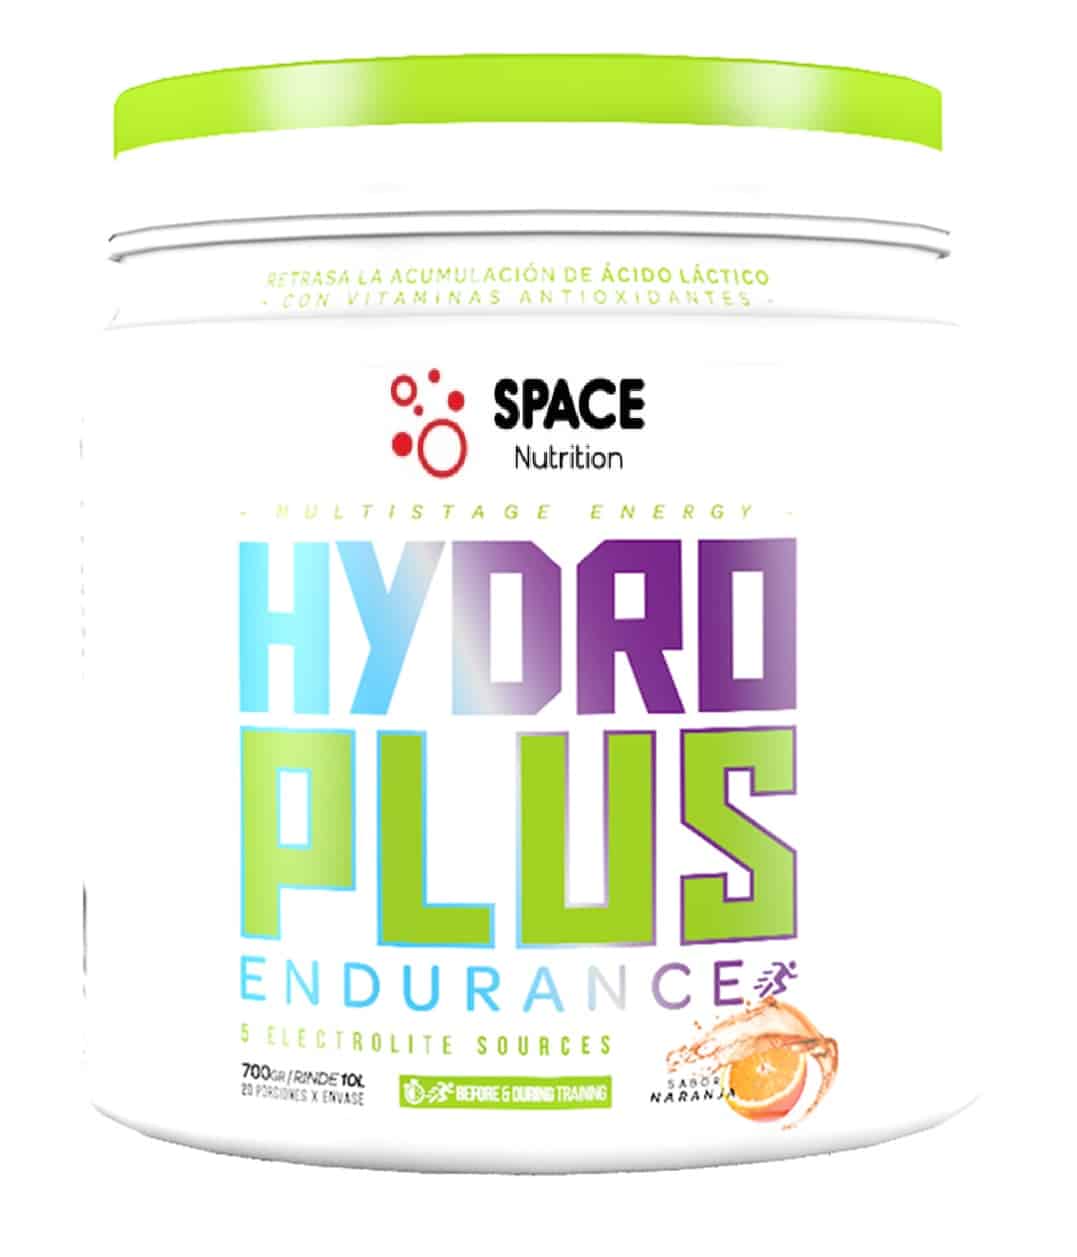 RETRASA LA ACUMULACIÓN DE ÁCIDO LÁCTICO
- CON VITAMINAS ANTIOXIDANTES -
SPACE
Nutrition
- MULTISTAGE ENERGY -
HYDRO
PLUS
ENDURANCE
5 ELECTROLITE SOURCES
700GR / RINDE 10L
20 PORCIONES X ENVASE
BEFORE & DURING TRAINING
SABOR
NARANJA